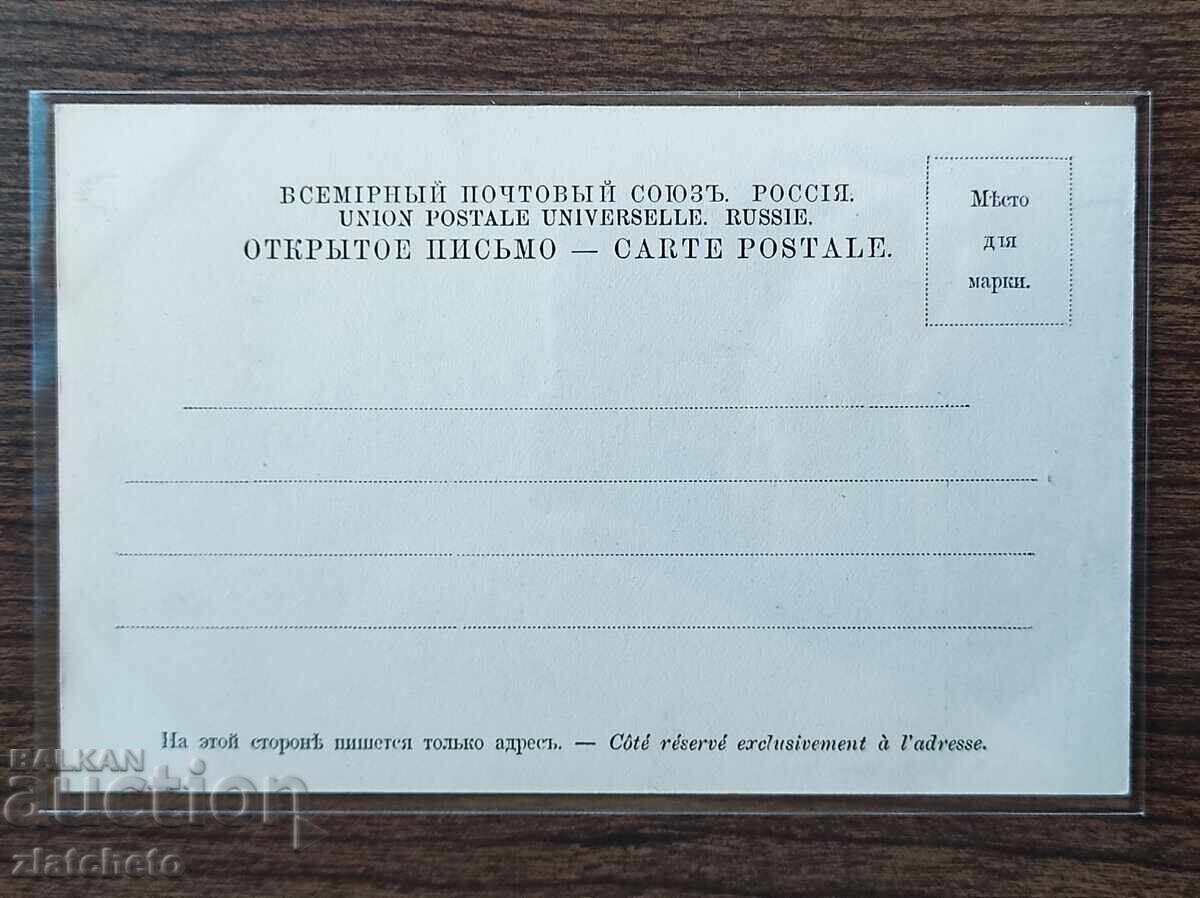 ВСЕМІРНЫЙ ПОЧТОВЫЙ СОЮЗЪ. РОССІЯ.
UNION POSTALE UNIVERSELLE. RUSSIE.
ОТКРЫТОЕ ПИСЬМО — CARTE POSTALE.
Мѣсто
для
марки.
На этой сторонѣ пишется только адресъ. — Côté réservé exclusivement à l'adresse.
BALKAN
auction
zlatcheto